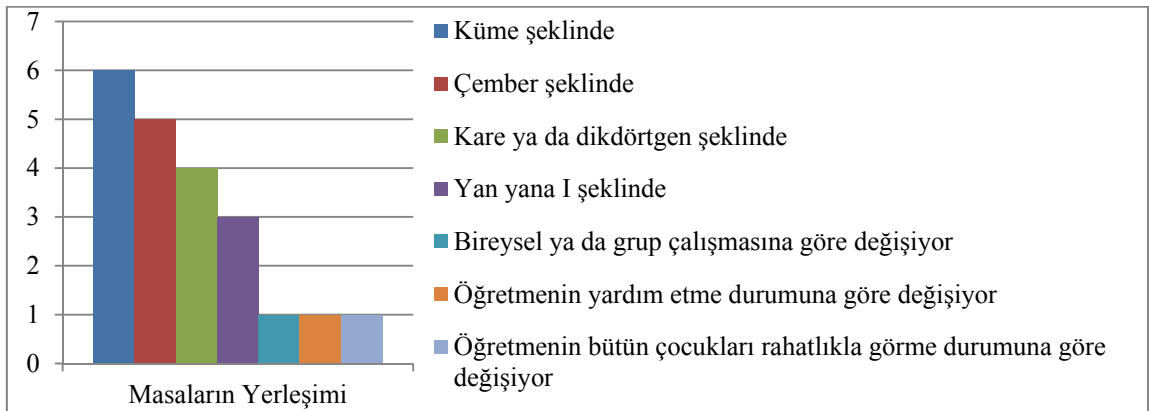 7
6
5
4
3
2
1
0
Masaların Yerleşimi
Küme şeklinde
Çember şeklinde
Kare ya da dikdörtgen şeklinde
Yan yana I şeklinde
Bireysel ya da grup çalışmasına göre değişiyor
Öğretmenin yardım etme durumuna göre değişiyor
Öğretmenin bütün çocukları rahatlıkla görme durumuna göre
değişiyor